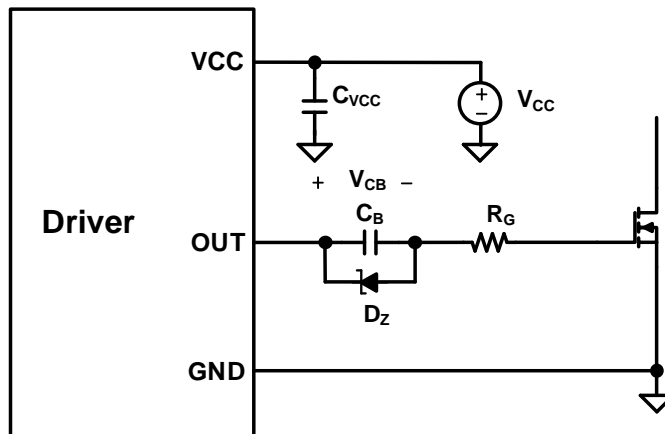 VCC
CVCC
+
−
VCC
+ VCB −
Driver
CB
RG
OUT
DZ
GND